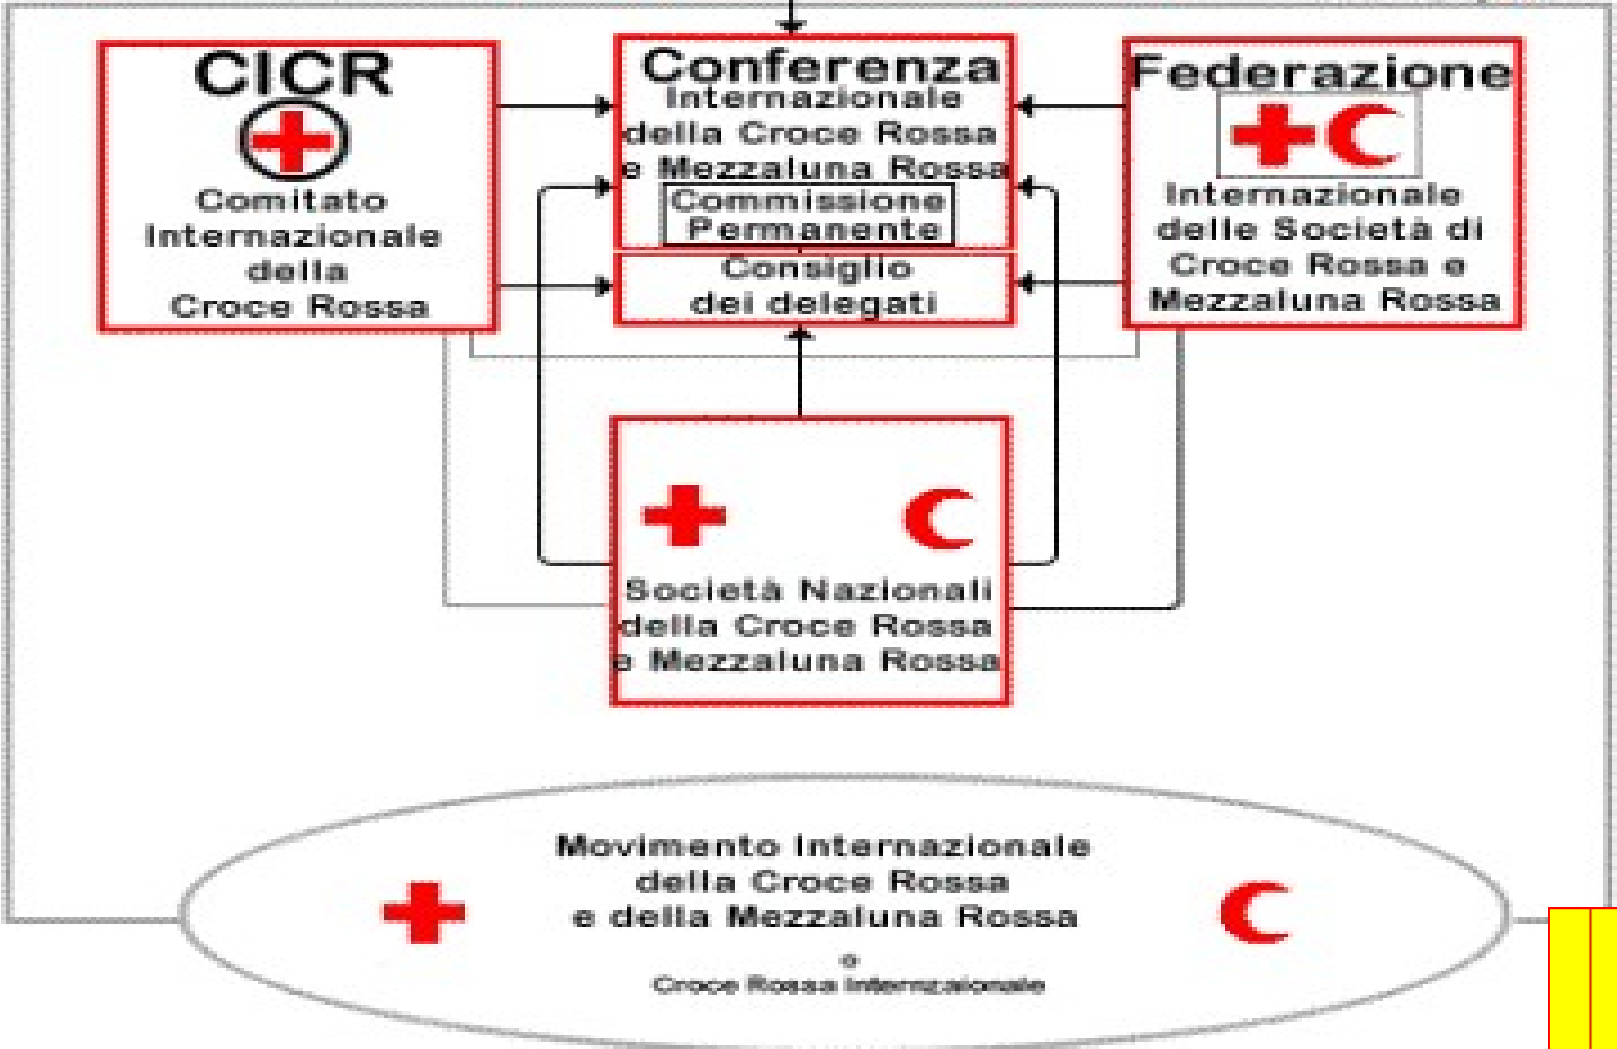 CICR
Comitato
Internazionale
della
Croce Rossa
Conferenza
Internazionale
della Croce Rossa
e Mezzaluna Rossa
Commissione
Permanente
Consiglio
dei delegati
Federazione
Internazionale
delle Società di
Croce Rossa e
Mezzaluna Rossa
Società Nazionali
della Croce Rossa
e Mezzaluna Rossa
Movimento Internazionale
della Croce Rossa
e della Mezzaluna Rossa
o
Croce Rossa Internzaionale